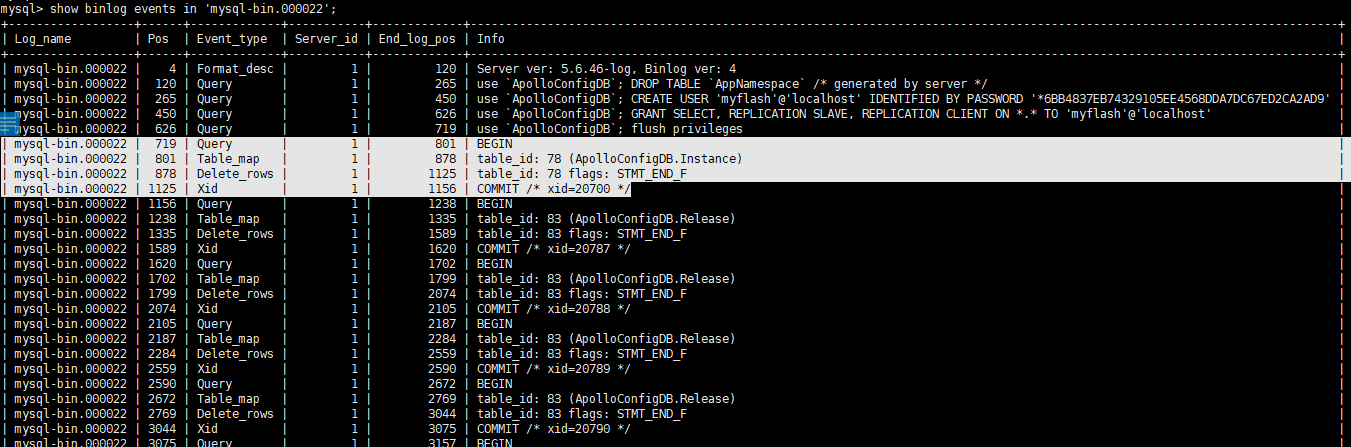 mysql> show binlog events in 'mysql-bin.000022';
| Log_name | Pos | Event_type | Server_id | End_log_pos | Info |
| mysql-bin.000022 | 4 | Format_desc | 1 | 120 | Server ver: 5.6.46-log, Binlog ver: 4 |
| mysql-bin.000022 | 120 | Query | 1 | 265 | use `ApolloConfigDB`; DROP TABLE `AppNamespace` /* generated by server */ |
| mysql-bin.000022 | 265 | Query | 1 | 450 | use `ApolloConfigDB`; CREATE USER 'myflash'@'localhost' IDENTIFIED BY PASSWORD '*6BB4837EB74329105EE4568DDA7DC67ED2CA2AD9' |
mysql-bin.000022 | 450 | Query | 1 | 626 | use `ApolloConfigDB`; GRANT SELECT, REPLICATION SLAVE, REPLICATION CLIENT ON *.* TO 'myflash'@'localhost' |
mysql-bin.000022 | 626 | Query | 1 | 719 | use `ApolloConfigDB`; flush privileges |
| mysql-bin.000022 | 719 | Query | 1 | 801 | BEGIN |
| mysql-bin.000022 | 801 | Table_map | 1 | 878 | table_id: 78 (ApolloConfigDB.Instance) |
| mysql-bin.000022 | 878 | Delete_rows | 1 | 1125 | table_id: 78 flags: STMT_END_F |
| mysql-bin.000022 | 1125 | Xid | 1 | 1156 | COMMIT /* xid=20700 */ |
| mysql-bin.000022 | 1156 | Query | 1 | 1238 | BEGIN |
| mysql-bin.000022 | 1238 | Table_map | 1 | 1335 | table_id: 83 (ApolloConfigDB.Release) |
| mysql-bin.000022 | 1335 | Delete_rows | 1 | 1589 | table_id: 83 flags: STMT_END_F |
| mysql-bin.000022 | 1589 | Xid | 1 | 1620 | COMMIT /* xid=20787 */ |
| mysql-bin.000022 | 1620 | Query | 1 | 1702 | BEGIN |
| mysql-bin.000022 | 1702 | Table_map | 1 | 1799 | table_id: 83 (ApolloConfigDB.Release) |
| mysql-bin.000022 | 1799 | Delete_rows | 1 | 2074 | table_id: 83 flags: STMT_END_F |
| mysql-bin.000022 | 2074 | Xid | 1 | 2105 | COMMIT /* xid=20788 */ |
| mysql-bin.000022 | 2105 | Query | 1 | 2187 | BEGIN |
| mysql-bin.000022 | 2187 | Table_map | 1 | 2284 | table_id: 83 (ApolloConfigDB.Release) |
| mysql-bin.000022 | 2284 | Delete_rows | 1 | 2559 | table_id: 83 flags: STMT_END_F |
| mysql-bin.000022 | 2559 | Xid | 1 | 2590 | COMMIT /* xid=20789 */ |
| mysql-bin.000022 | 2590 | Query | 1 | 2672 | BEGIN |
| mysql-bin.000022 | 2672 | Table_map | 1 | 2769 | table_id: 83 (ApolloConfigDB.Release) |
| mysql-bin.000022 | 2769 | Delete_rows | 1 | 3044 | table_id: 83 flags: STMT_END_F |
| mysql-bin.000022 | 3044 | Xid | 1 | 3075 | COMMIT /* xid=20790 */ |
| mysql-bin.000022 | 3075 | Query | 1 | 3157 | BEGIN |